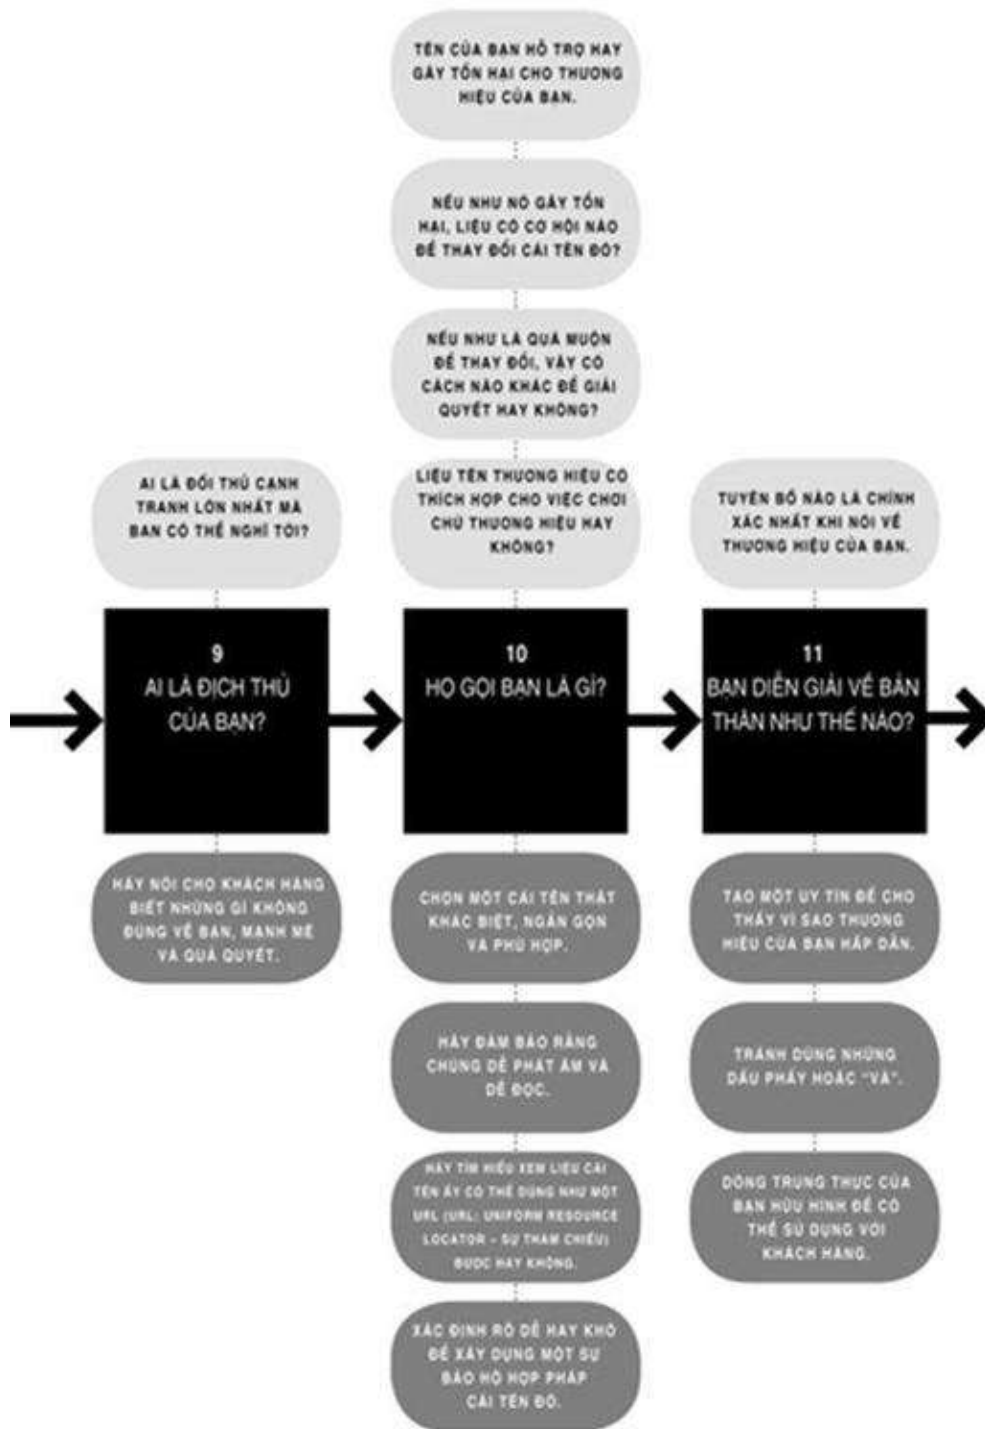 TÊN CỦA BẠN HỖ TRỢ HAY
GÂY TỔN HẠI CHO THƯƠNG
HIỆU CỦA BẠN.
NẾU NHƯ NÓ GÂY TỔN
HẠI, LIỆU CÓ CƠ HỘI NÀO
ĐỂ THAY ĐỔI CÁI TÊN ĐÓ?
NẾU NHƯ LÀ QUÁ MUỘN
ĐỂ THAY ĐỔI, VẬY CÓ
CÁCH NÀO KHÁC ĐỂ GIẢI
QUYẾT HAY KHÔNG?
AI LÀ ĐỐI THỦ CẠNH
TRANH LỚN NHẤT MÀ
BẠN CÓ THỂ NGHĨ TỚI?
LIỆU TÊN THƯƠNG HIỆU CÓ
THÍCH HỢP CHO VIỆC CHƠI
CHỮ THƯƠNG HIỆU HAY
KHÔNG?
TUYÊN BỐ NÀO LÀ CHÍNH
XÁC NHẤT KHI NÓI VỀ
THƯƠNG HIỆU CỦA BẠN.
9
AI LÀ ĐỊCH THỦ
CỦA BẠN?
10
HỌ GỌI BẠN LÀ GÌ?
11
BẠN DIỄN GIẢI VỀ BẢN
THÂN NHƯ THẾ NÀO?
HÃY NÓI CHO KHÁCH HÀNG
BIẾT NHỮNG GÌ KHÔNG
ĐÚNG VỀ BẠN, MẠNH MẼ
VÀ QUẢ QUYẾT.
CHỌN MỘT CÁI TÊN THẬT
KHÁC BIỆT, NGẮN GỌN
VÀ PHÙ HỢP.
HÃY ĐẢM BẢO RẰNG
CHÚNG DỄ PHÁT ÂM VÀ
DỄ ĐỌC.
HÃY TÌM HIỂU XEM LIỆU CÁI
TÊN ẤY CÓ THỂ DÙNG NHƯ MỘT
URL (URL: UNIFORM RESOURCE
LOCATOR – SỰ THAM CHIẾU)
ĐƯỢC HAY KHÔNG.
XÁC ĐỊNH RÕ DỄ HAY KHÓ
ĐỂ XÂY DỰNG MỘT SỰ
BẢO HỘ HỢP PHÁP
CÁI TÊN ĐÓ.
TẠO MỘT UY TÍN ĐỂ CHO
THẤY VÌ SAO THƯƠNG
HIỆU CỦA BẠN HẤP DẪN.
TRÁNH DÙNG NHỮNG
DẤU PHẨY HOẶC "VÀ".
DÒNG TRUNG THỰC CỦA
BẠN HỮU HÌNH ĐỂ CÓ
THỂ SỬ DỤNG VỚI
KHÁCH HÀNG.